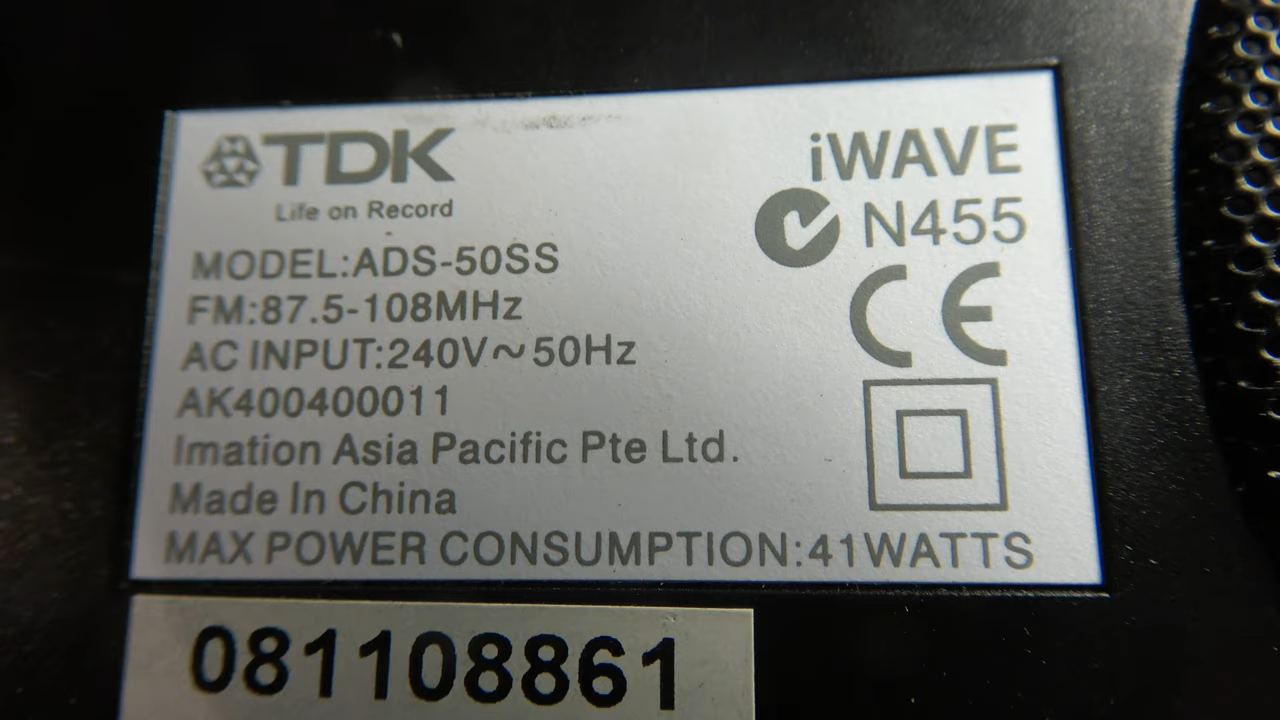 TDK
Life on Record
iWAVE
N455
CE
MODEL:ADS-50SS
FM:87.5-108MHz
AC INPUT:240V~50Hz
AK400400011
Imation Asia Pacific Pte Ltd.
Made In China
MAX POWER CONSUMPTION:41WATTS
081108861